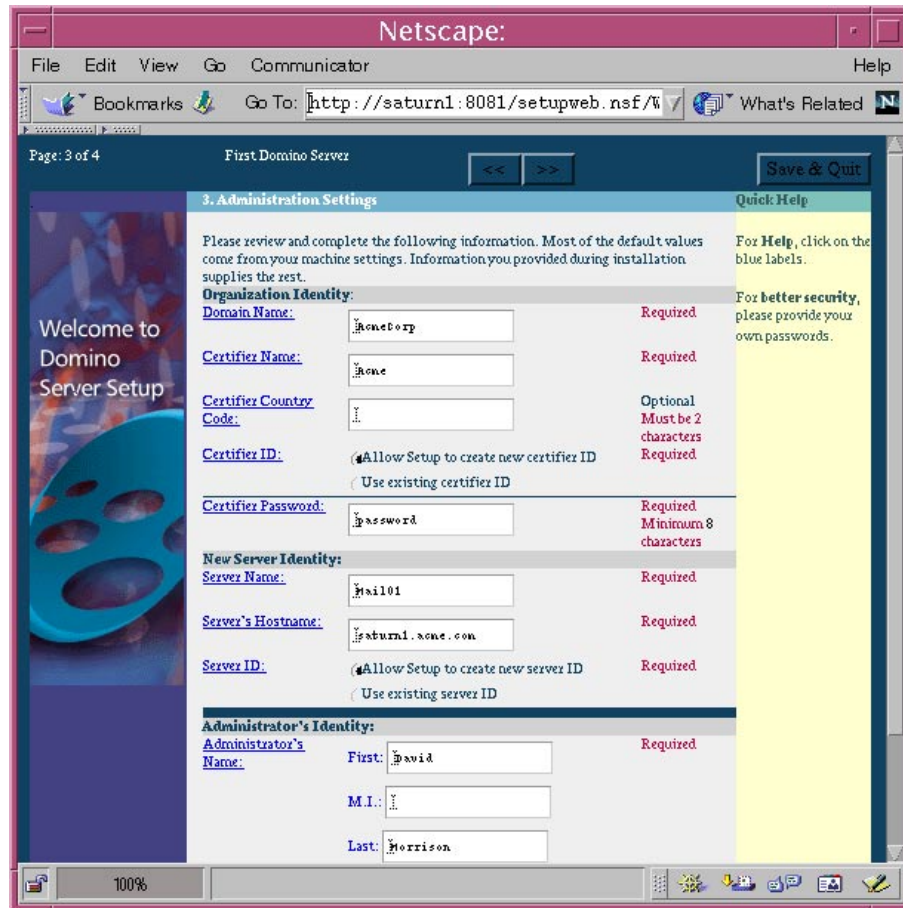 Netscape:
File Edit View Go Communicator Help
Bookmarks Go To: http://saturn1:8081/setupweb.nsf/W What's Related N
Page: 3 of 4 First Domino Server << >> Save & Quit
3. Administration Settings
Quick Help
Please review and complete the following information. Most of the default values
come from your machine settings. Information you provided during installation
supplies the rest.
For Help, click on the
blue labels.
For better security,
please provide your
own passwords.
Welcome to
Domino
Server Setup
Organization Identity:
Domain Name: AcmeCorp Required
Certifier Name: Acme Required
Certifier Country
Code:
Optional
Must be 2
characters
Certifier ID: Allow Setup to create new certifier ID Required
Use existing certifier ID
Certifier Password: password Required
Minimum 8
characters
New Server Identity:
Server Name: Mail01 Required
Server's Hostname: saturn1.acme.com Required
Server ID: Allow Setup to create new server ID Required
Use existing server ID
Administrator's Identity:
Administrator's
Name:
First: David Required
M.I.:
Last: Morrison
100%